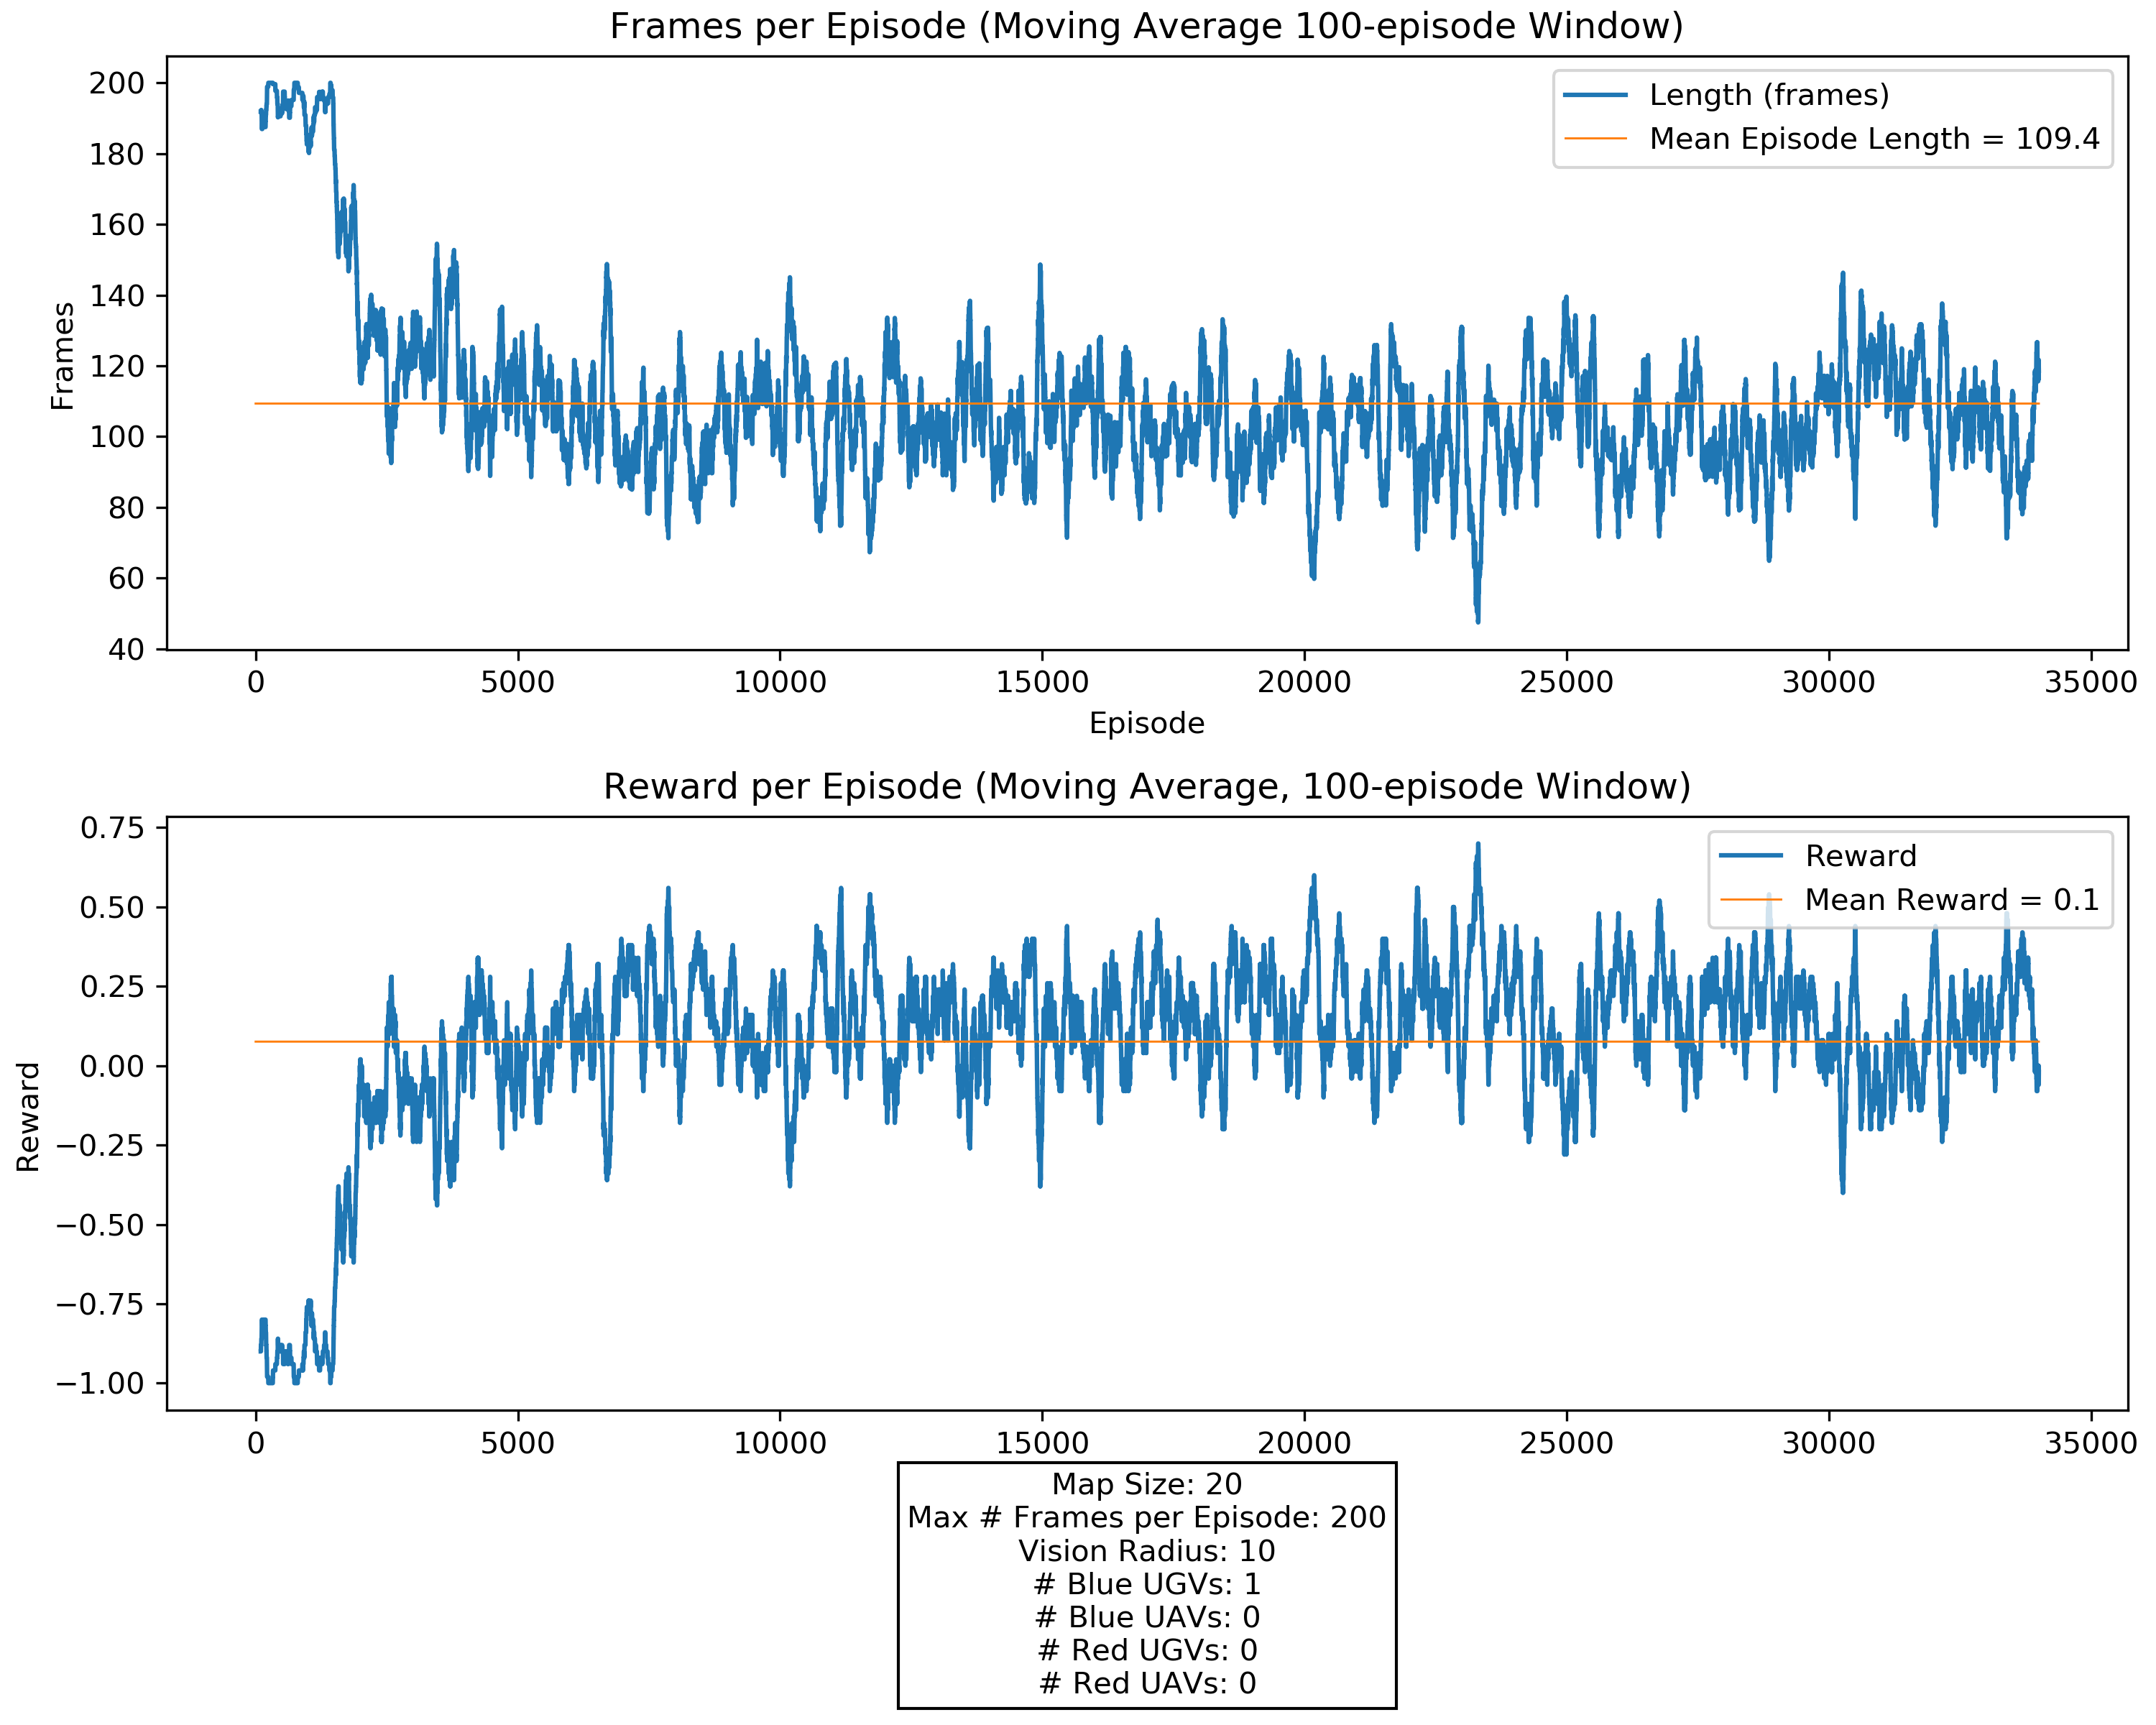 Frames per Episode (Moving Average 100-episode Window)
200
180
160
140
120
100
80
60
40
Frames
Length (frames)
Mean Episode Length = 109.4
0 5000 10000 15000 20000 25000 30000 35000
Episode
Reward per Episode (Moving Average, 100-episode Window)
0.75
0.50
0.25
0.00
−0.25
−0.50
−0.75
−1.00
Reward
Reward
Mean Reward = 0.1
0 5000 10000 15000 20000 25000 30000 35000
Map Size: 20
Max # Frames per Episode: 200
Vision Radius: 10
# Blue UGVs: 1
# Blue UAVs: 0
# Red UGVs: 0
# Red UAVs: 0